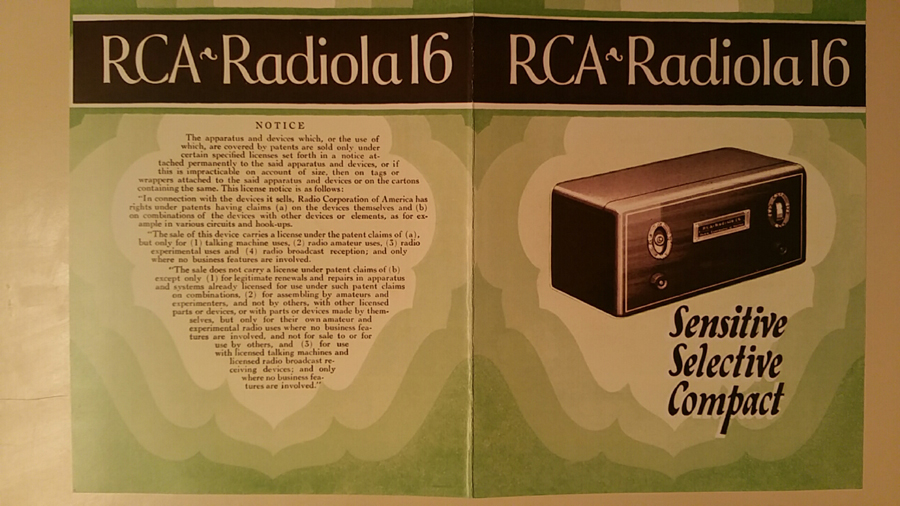 RCA~Radiola 16
NOTICE
The apparatus and devices which, or the use of
which, are covered by patents are sold only under
certain specified licenses set forth in a notice at-
tached permanently to the said apparatus and devices, or if
this is impracticable on account of size, then on tags or
wrappers attached to the said apparatus and devices or on the cartons
containing the same. This license notice is as follows:
"In connection with the devices it sells, Radio Corporation of America has
rights under patents having claims (a) on the devices themselves and (b)
on combinations of the devices with other devices or elements, as for ex-
ample in various circuits and hook-ups.
"The sale of this device carries a license under the patent claims of (a),
but only for (1) talking machine uses, (2) radio amateur uses, (3) radio
experimental uses and (4) radio broadcast reception; and only
where no business features are involved.
"The sale does not carry a license under patent claims of (b)
except only (1) for legitimate renewals and repairs in apparatus
and systems already licensed for use under such patent claims
on combinations, (2) for assembling by amateurs and
experimenters, and not by others, with other licensed
parts or devices, or with parts or devices made by them-
selves, but only for their own amateur and
experimental radio uses where no business fea-
tures are involved, and not for sale to or for
use by others, and (3) for use
with licensed talking machines and
licensed radio broadcast re-
ceiving devices; and only
where no business fea-
tures are involved."
RCA~Radiola 16
Sensitive
Selective
Compact